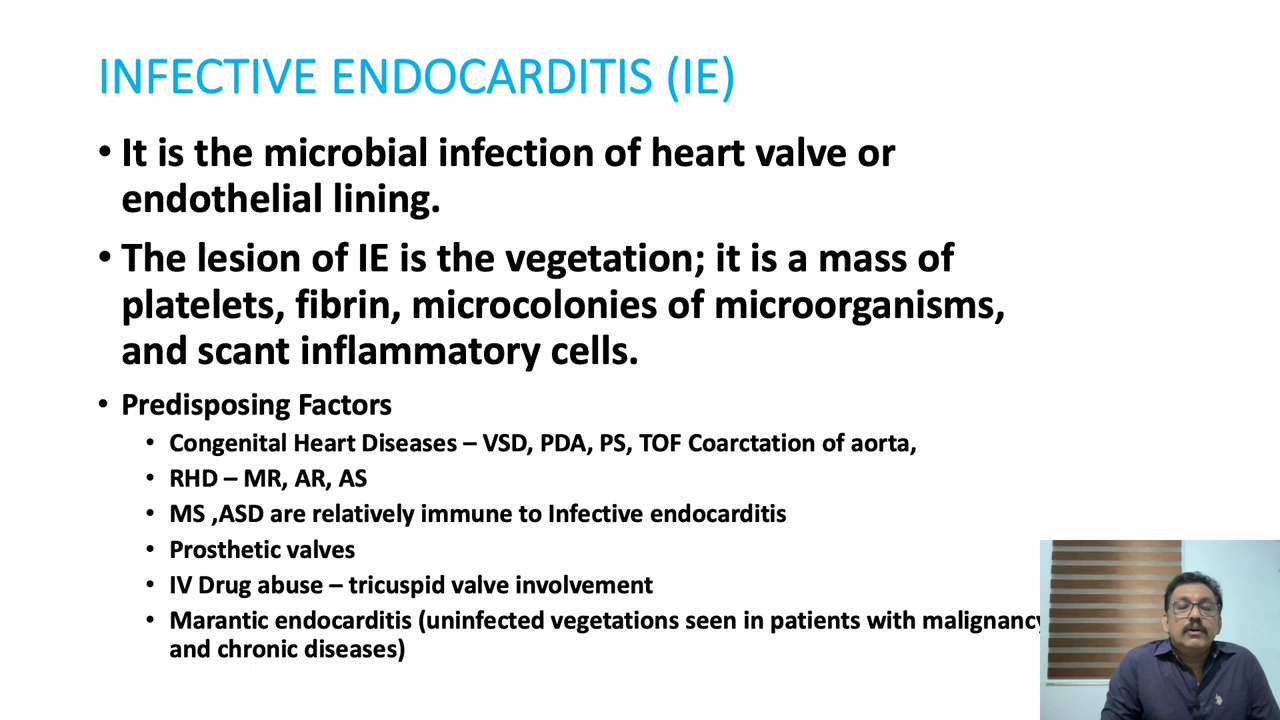 INFECTIVE ENDOCARDITIS (IE)
• It is the microbial infection of heart valve or
endothelial lining.
• The lesion of IE is the vegetation; it is a mass of
platelets, fibrin, microcolonies of microorganisms,
and scant inflammatory cells.
• Predisposing Factors
• Congenital Heart Diseases – VSD, PDA, PS, TOF Coarctation of aorta,
• RHD – MR, AR, AS
• MS ,ASD are relatively immune to Infective endocarditis
• Prosthetic valves
• IV Drug abuse – tricuspid valve involvement
• Marantic endocarditis (uninfected vegetations seen in patients with malignancy
and chronic diseases)